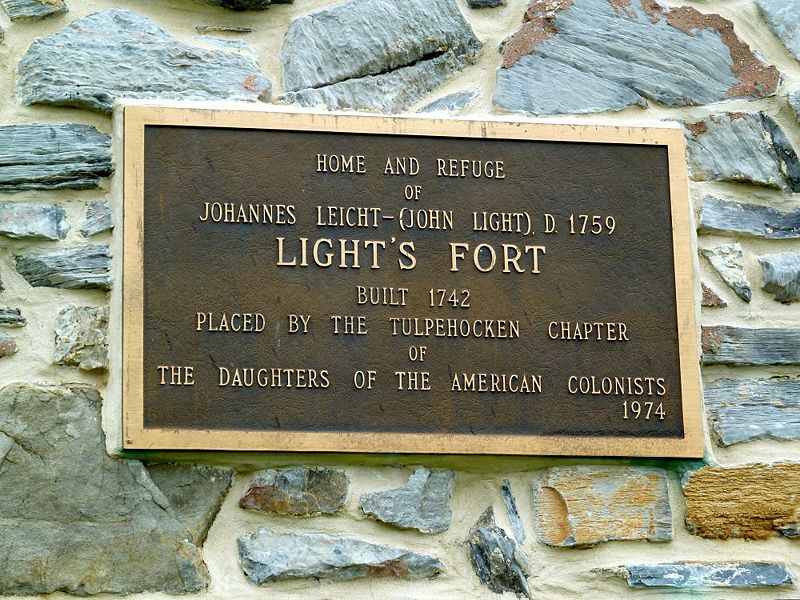 HOME AND REFUGE
OF
JOHANNES LEICHT-(JOHN LIGHT), D. 1759
LIGHT'S FORT
BUILT 1742
PLACED BY THE TULPEHOCKEN CHAPTER
OF
THE DAUGHTERS OF THE AMERICAN COLONISTS
1974